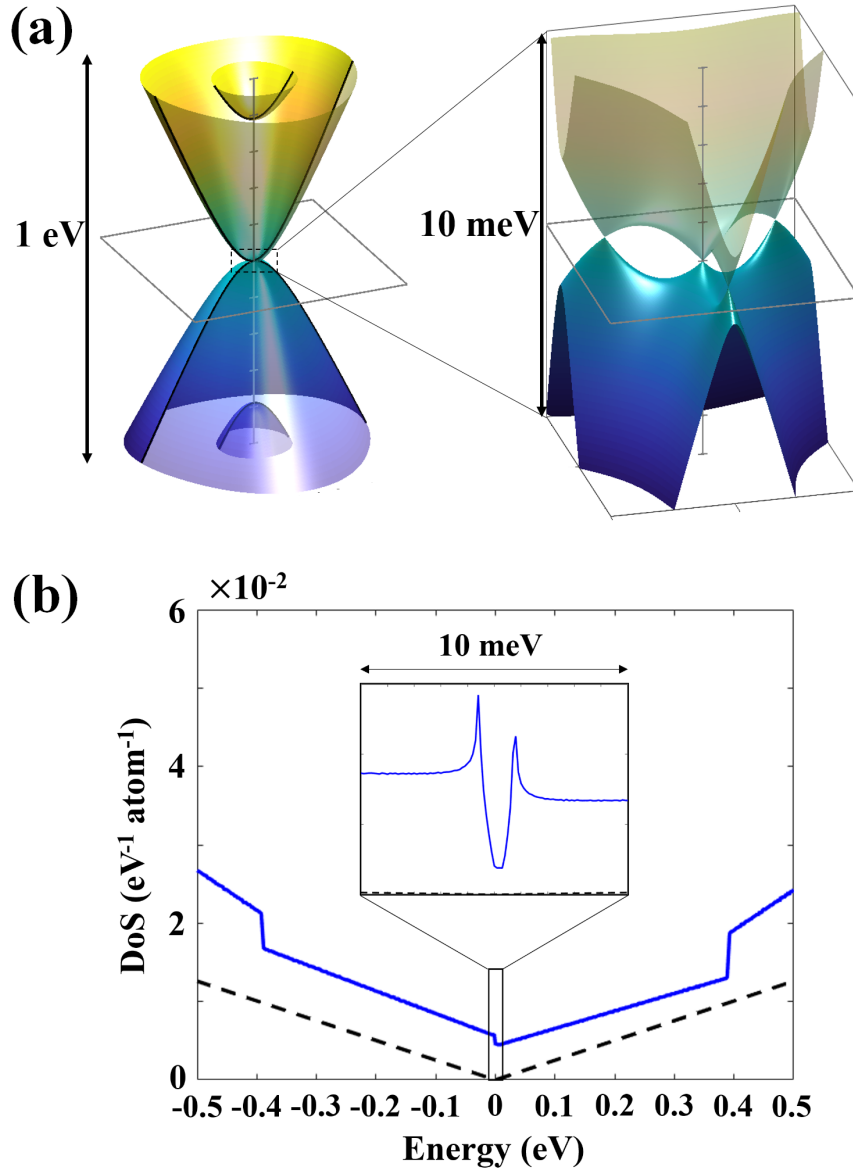 (a)
1 eV
10 meV
(b)
×10⁻²
10 meV
6
4
2
0
DoS (eV⁻¹ atom⁻¹)
-0.5 -0.4 -0.3 -0.2 -0.1 0 0.1 0.2 0.3 0.4 0.5
Energy (eV)